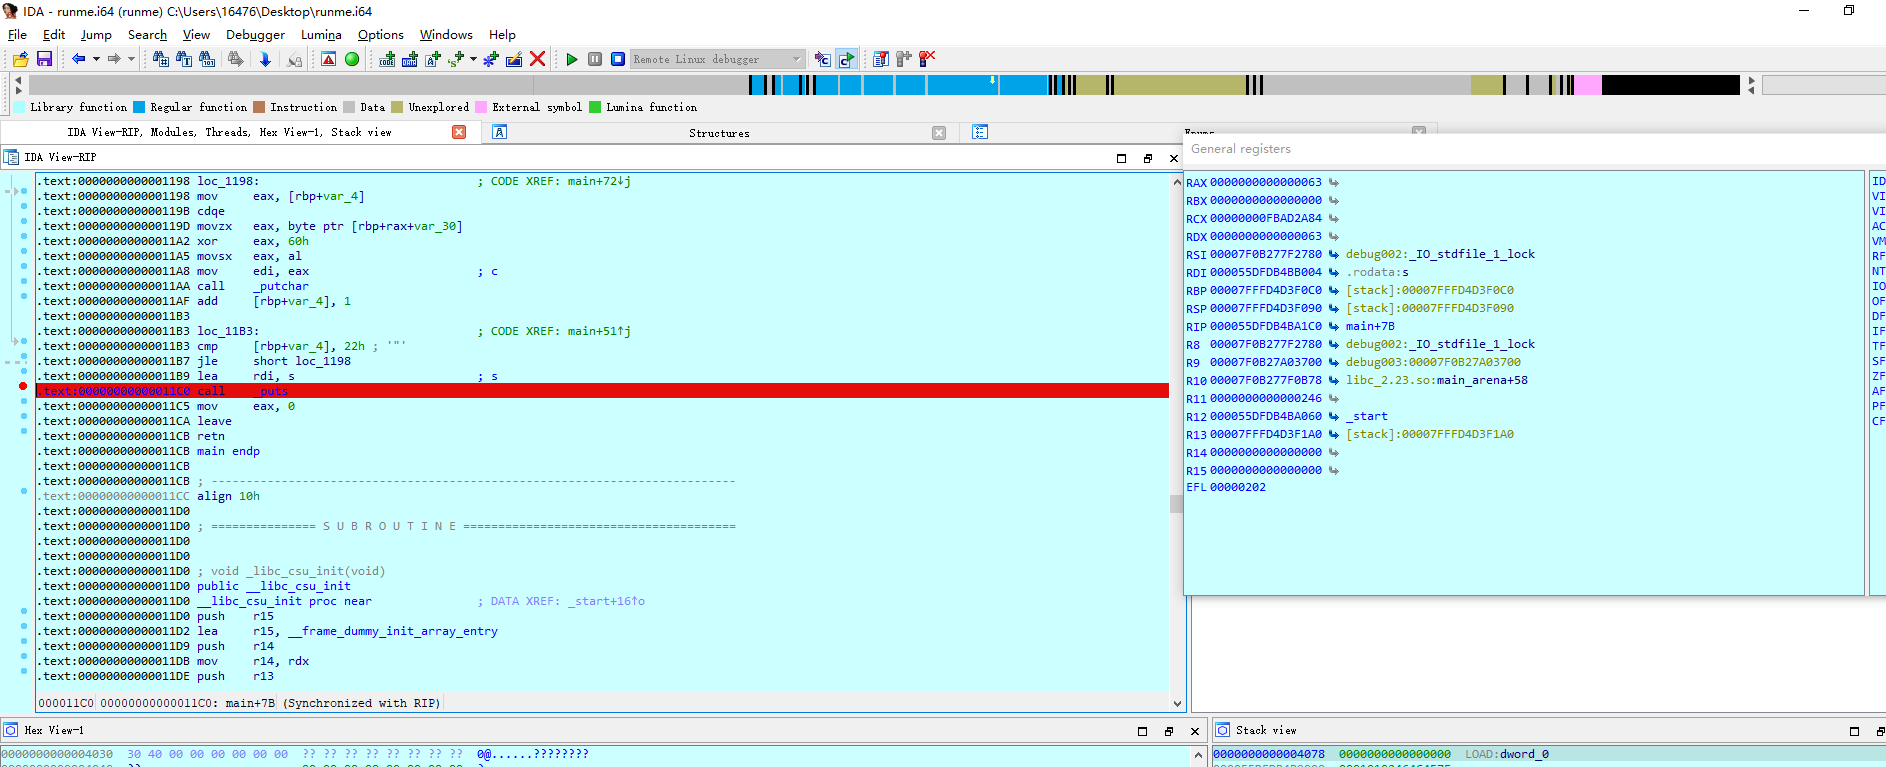 IDA - runme.i64 (runme) C:\Users\16476\Desktop\runme.i64
File Edit Jump Search View Debugger Lumina Options Windows Help
Remote Linux debugger
Library function Regular function Instruction Data Unexplored External symbol Lumina function
IDA View-RIP, Modules, Threads, Hex View-1, Stack view Structures Enums
IDA View-RIP
.text:0000000000001198 loc_1198: ; CODE XREF: main+72↓j
.text:0000000000001198 mov eax, [rbp+var_4]
.text:000000000000119B cdqe
.text:000000000000119D movzx eax, byte ptr [rbp+rax+var_30]
.text:00000000000011A2 xor eax, 60h
.text:00000000000011A5 movsx eax, al
.text:00000000000011A8 mov edi, eax ; c
.text:00000000000011AA call _putchar
.text:00000000000011AF add [rbp+var_4], 1
.text:00000000000011B3
.text:00000000000011B3 loc_11B3: ; CODE XREF: main+51↑j
.text:00000000000011B3 cmp [rbp+var_4], 22h ; '"'
.text:00000000000011B7 jle short loc_1198
.text:00000000000011B9 lea rdi, s ; s
.text:00000000000011C0 call _puts
.text:00000000000011C5 mov eax, 0
.text:00000000000011CA leave
.text:00000000000011CB retn
.text:00000000000011CB main endp
.text:00000000000011CB
.text:00000000000011CB ; ---------------------------------------------------------------------------
.text:00000000000011CC align 10h
.text:00000000000011D0
.text:00000000000011D0 ; =============== S U B R O U T I N E =======================================
.text:00000000000011D0
.text:00000000000011D0
.text:00000000000011D0 ; void _libc_csu_init(void)
.text:00000000000011D0 public __libc_csu_init
.text:00000000000011D0 __libc_csu_init proc near ; DATA XREF: _start+16↑o
.text:00000000000011D0 push r15
.text:00000000000011D2 lea r15, __frame_dummy_init_array_entry
.text:00000000000011D9 push r14
.text:00000000000011DB mov r14, rdx
.text:00000000000011DE push r13
000011C0 00000000000011C0: main+7B (Synchronized with RIP)
General registers
RAX 0000000000000063
RBX 0000000000000000
RCX 00000000FBAD2A84
RDX 0000000000000063
RSI 00007F0B277F2780 debug002:_IO_stdfile_1_lock
RDI 000055DFDB4BB004 .rodata:s
RBP 00007FFFD4D3F0C0 [stack]:00007FFFD4D3F0C0
RSP 00007FFFD4D3F090 [stack]:00007FFFD4D3F090
RIP 000055DFDB4BA1C0 main+7B
R8 00007F0B277F2780 debug002:_IO_stdfile_1_lock
R9 00007F0B27A03700 debug003:00007F0B27A03700
R10 00007F0B277F0B78 libc_2.23.so:main_arena+58
R11 0000000000000246
R12 000055DFDB4BA060 _start
R13 00007FFFD4D3F1A0 [stack]:00007FFFD4D3F1A0
R14 0000000000000000
R15 0000000000000000
EFL 00000202
ID
VI
VI
AC
VM
RF
NT
IO
OF
DF
IF
TF
SF
ZF
AF
PF
CF
Hex View-1
0000000000004030 30 40 00 00 00 00 00 00 ?? ?? ?? ?? ?? ?? ?? ?? 0@......????????
Stack view
0000000000004078 0000000000000000 LOAD:dword_0